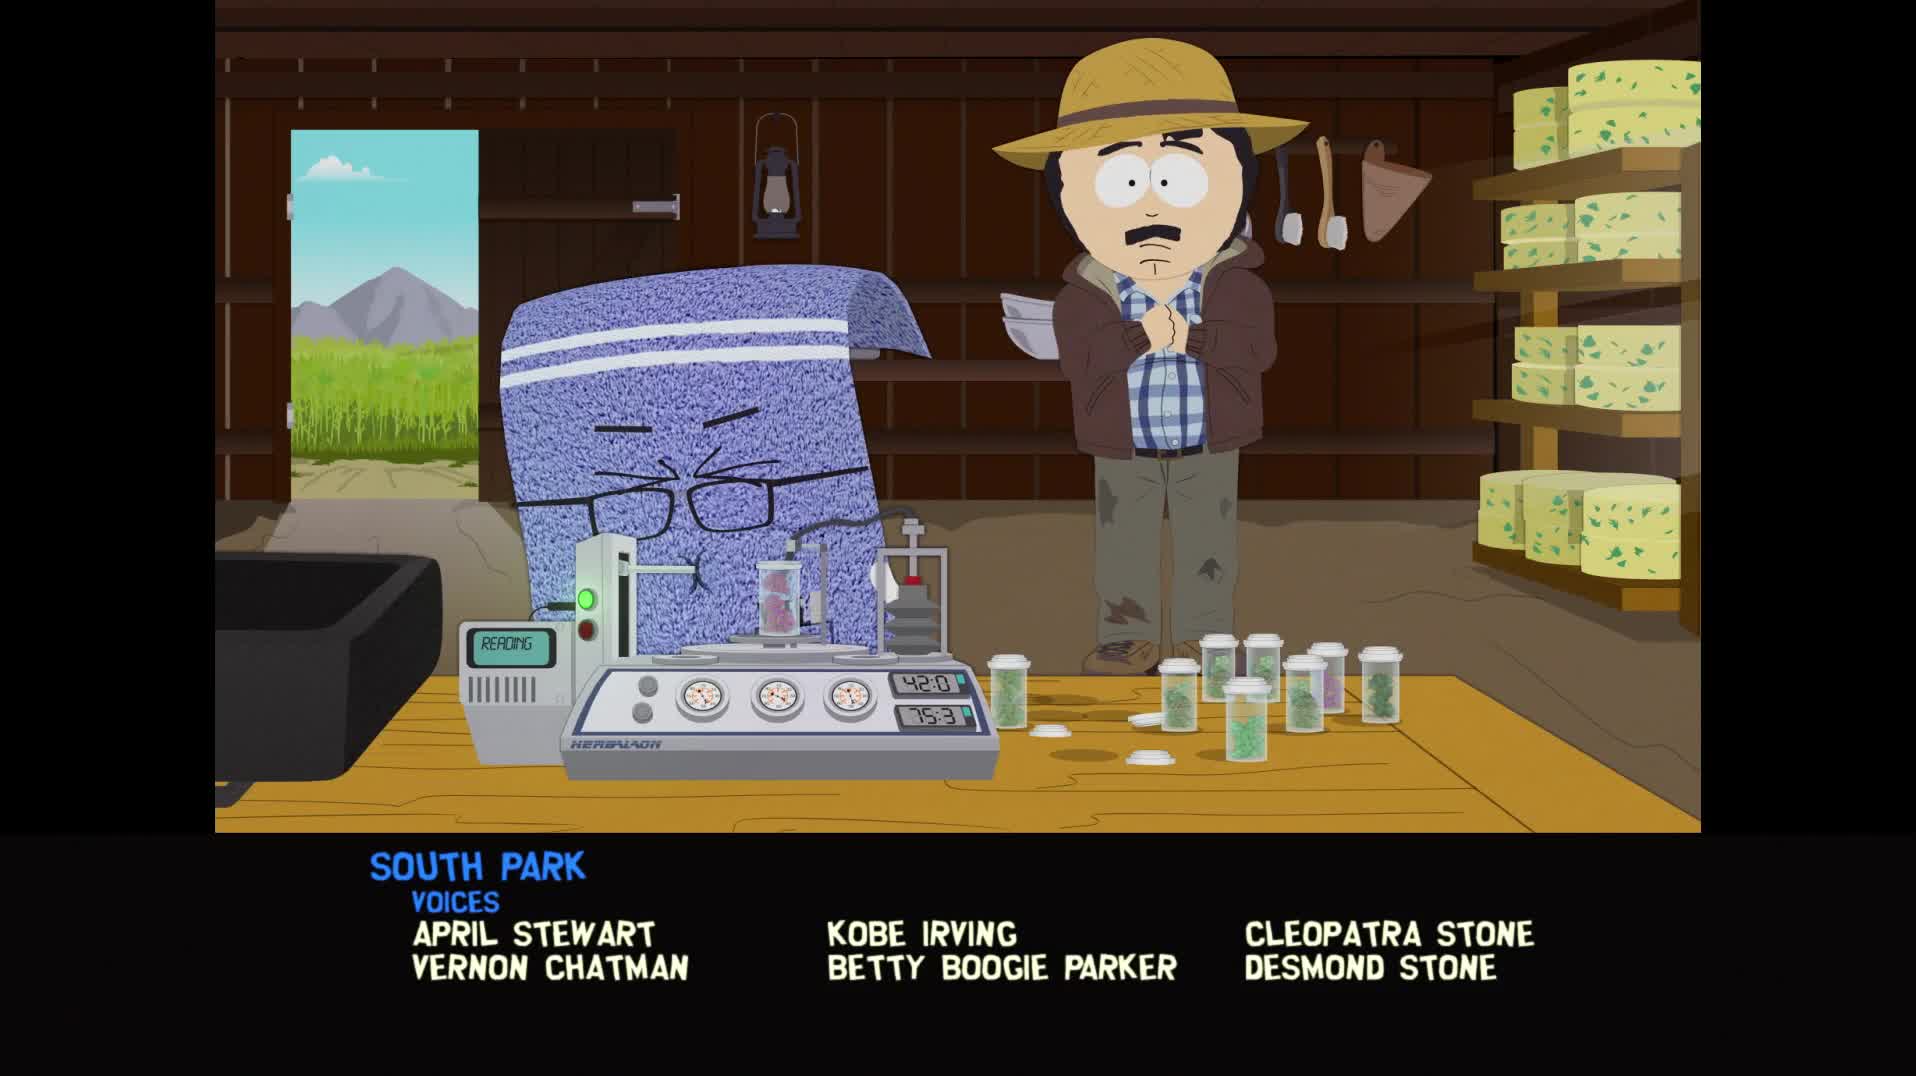 READING
42:0
75:3
HERBALAON
SOUTH PARK
VOICES
APRIL STEWART KOBE IRVING CLEOPATRA STONE
VERNON CHATMAN BETTY BOOGIE PARKER DESMOND STONE